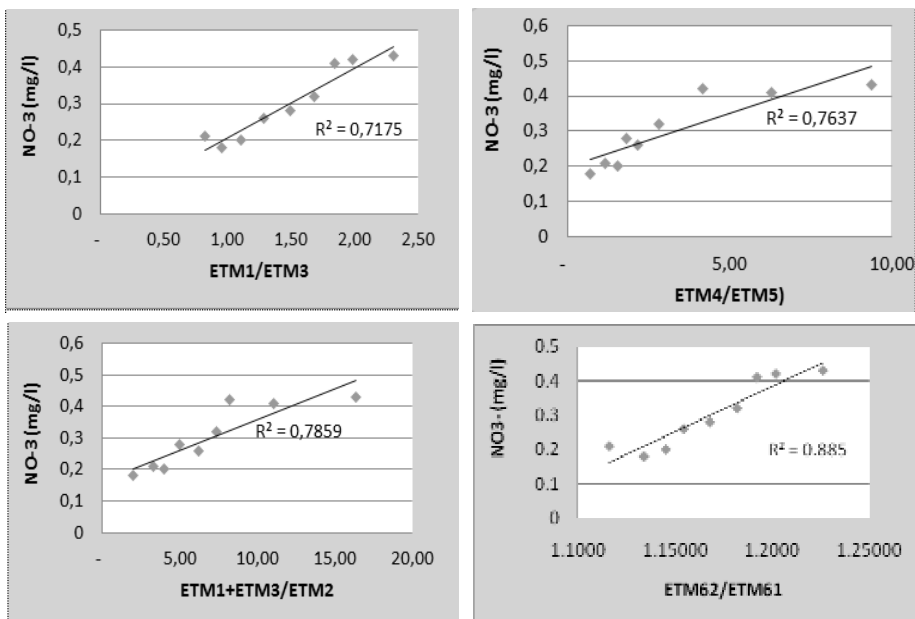 NO-3 (mg/l)
0,5
0,4
0,3
0,2
0,1
0
R² = 0,7175
- 0,50 1,00 1,50 2,00 2,50
ETM1/ETM3
NO-3 (mg/l)
0,6
0,5
0,4
0,3
0,2
0,1
0
R² = 0,7637
- 5,00 10,00
ETM4/ETM5)
NO-3 (mg/l)
0,6
0,5
0,4
0,3
0,2
0,1
0
R² = 0,7859
- 5,00 10,00 15,00 20,00
ETM1+ETM3/ETM2
NO3-(mg/l)
0.5
0.4
0.3
0.2
0.1
0
R² = 0.885
1.1000 1.15000 1.2000 1.25000
ETM62/ETM61